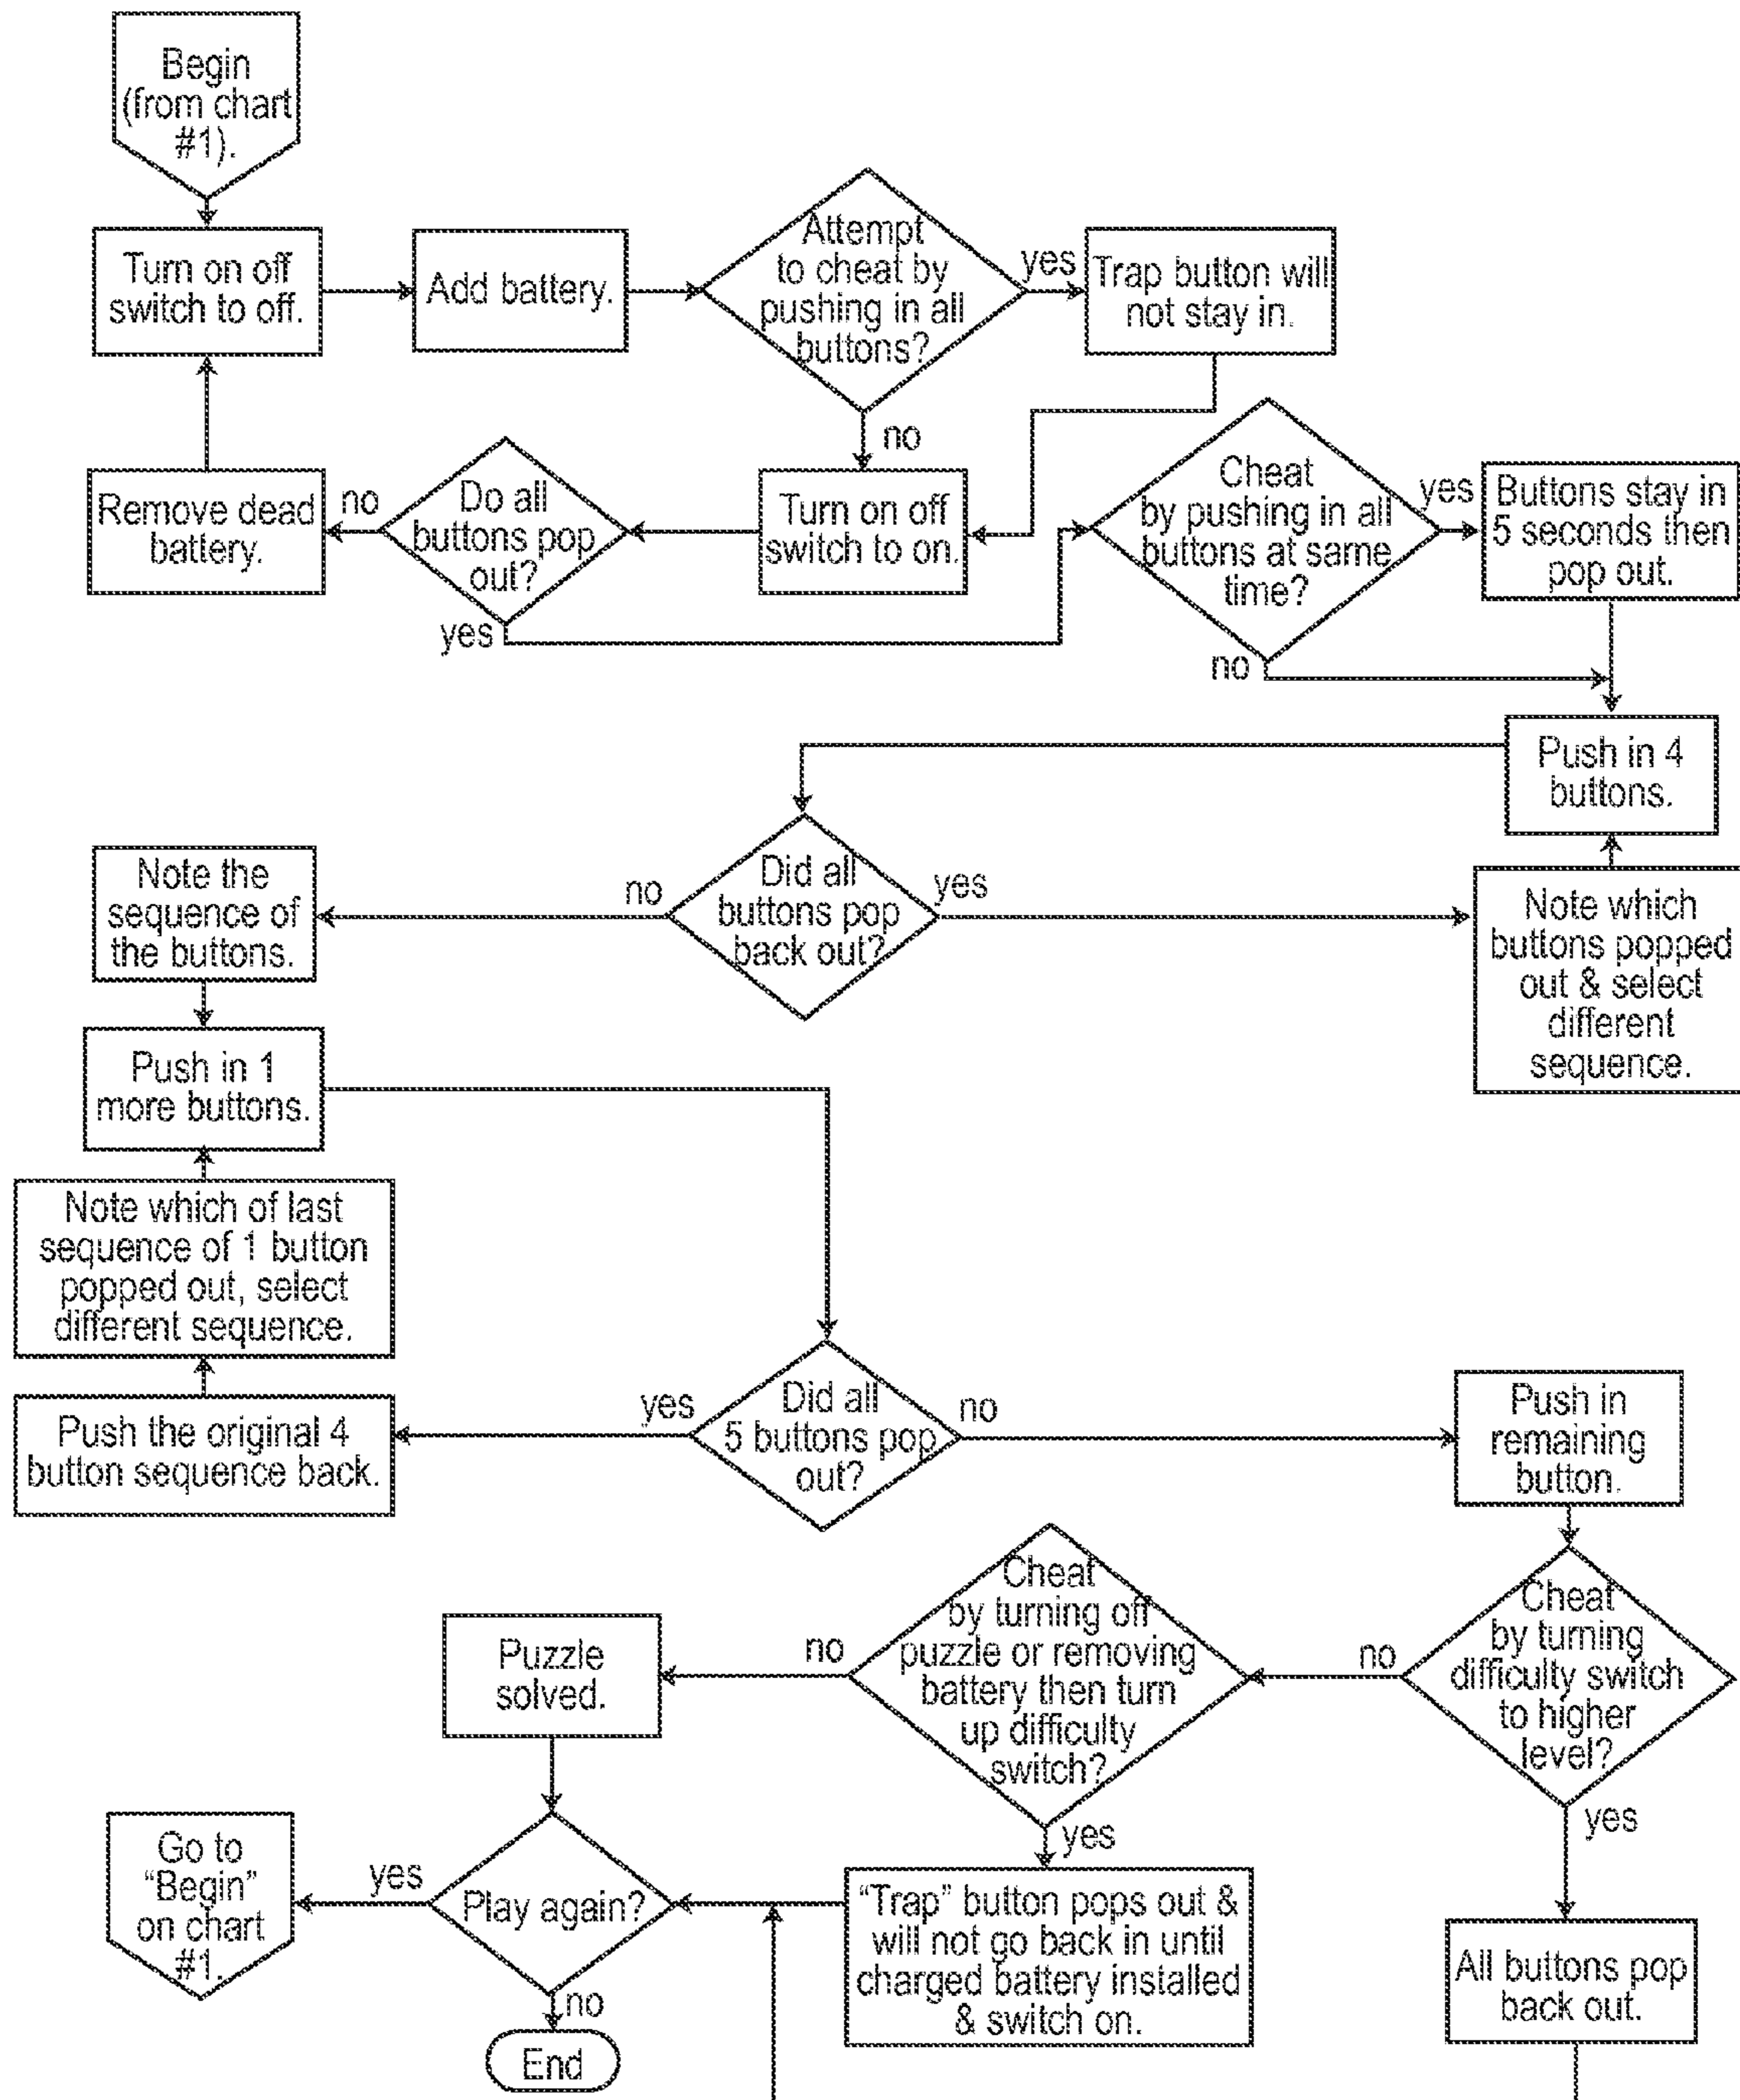 Begin
(from chart
#1).
Turn on off
switch to off.
Add battery.
Attempt
to cheat by
pushing in all
buttons?
yes
Trap button will
not stay in.
no
Remove dead
battery.
no
Do all
buttons pop
out?
yes
Turn on off
switch to on.
Cheat
by pushing in all
buttons at same
time?
yes
Buttons stay in
5 seconds then
pop out.
no
Push in 4
buttons.
Note the
sequence of
the buttons.
no
Did all
buttons pop
back out?
yes
Note which
buttons popped
out & select
different
sequence.
Push in 1
more buttons.
Note which of last
sequence of 1 button
popped out, select
different sequence.
Push the original 4
button sequence back.
yes
Did all
5 buttons pop
out?
no
Push in
remaining
button.
Cheat
by turning
difficulty switch
to higher
level?
no
yes
Cheat
by turning off
puzzle or removing
battery then turn
up difficulty
switch?
no
yes
Puzzle
solved.
Go to
“Begin”
on chart
#1.
yes
Play again?
no
End
“Trap” button pops out &
will not go back in until
charged battery installed
& switch on.
All buttons pop
back out.